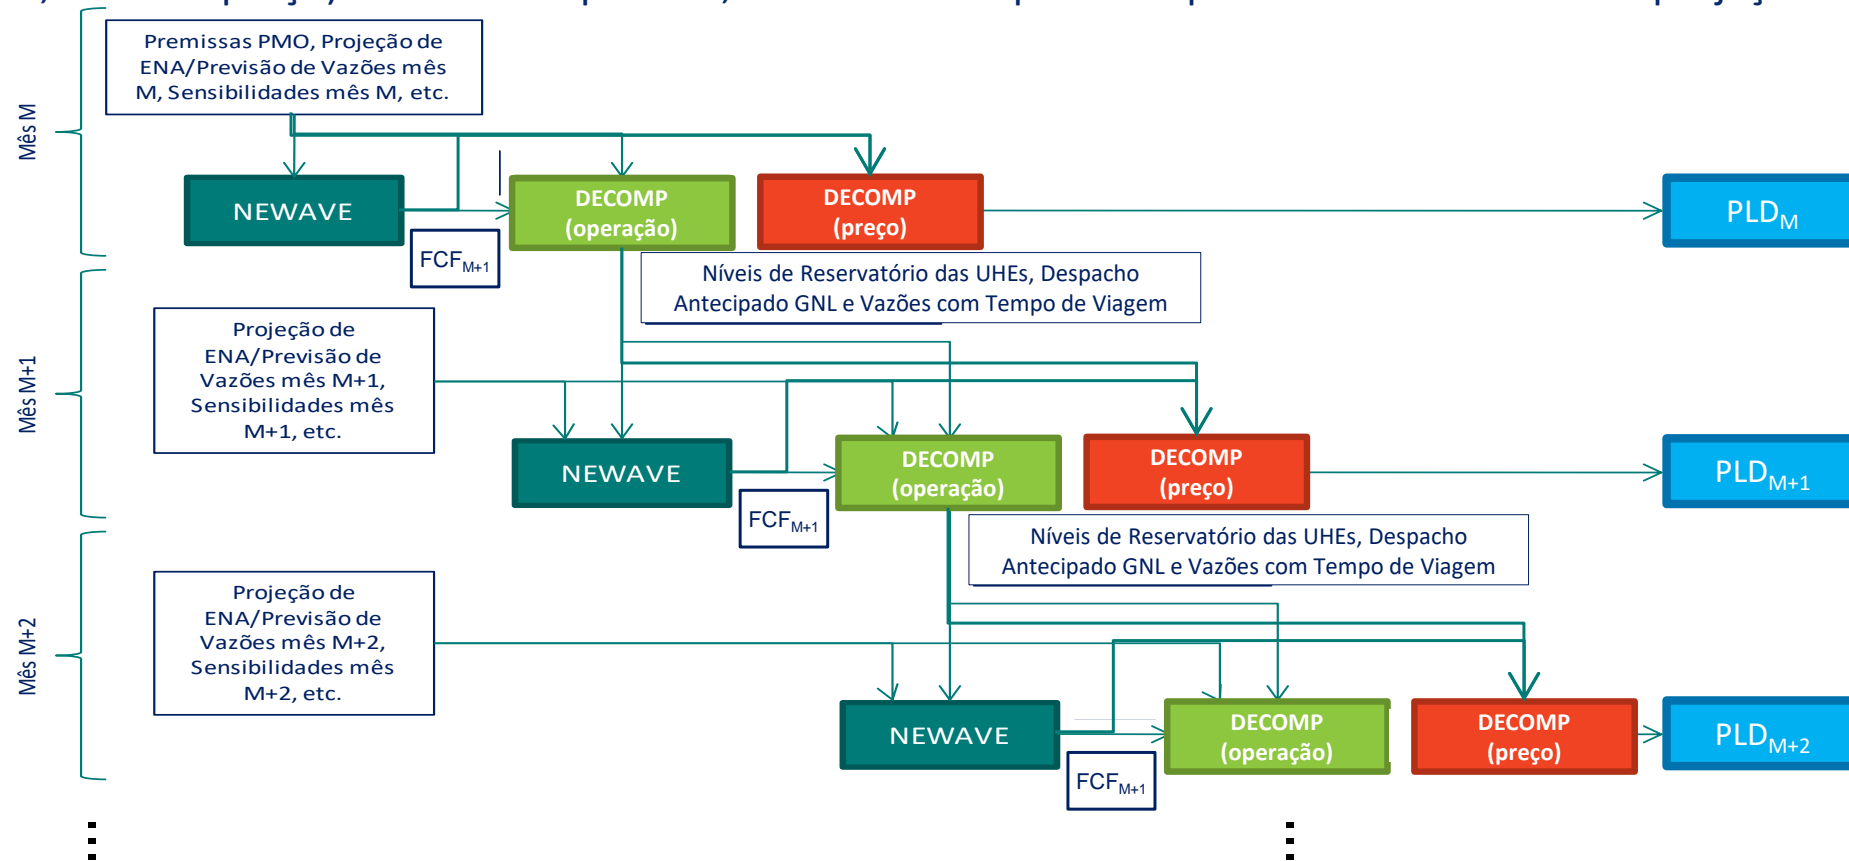 Mês M
Premissas PMO, Projeção de
ENA/Previsão de Vazões mês
M, Sensibilidades mês M, etc.
NEWAVE
FCFM+1
DECOMP
(operação)
DECOMP
(preço)
PLDM
Níveis de Reservatório das UHEs, Despacho
Antecipado GNL e Vazões com Tempo de Viagem
Mês M+1
Projeção de
ENA/Previsão de
Vazões mês M+1,
Sensibilidades mês
M+1, etc.
NEWAVE
FCFM+1
DECOMP
(operação)
DECOMP
(preço)
PLDM+1
Níveis de Reservatório das UHEs, Despacho
Antecipado GNL e Vazões com Tempo de Viagem
Mês M+2
Projeção de
ENA/Previsão de
Vazões mês M+2,
Sensibilidades mês
M+2, etc.
NEWAVE
FCFM+1
DECOMP
(operação)
DECOMP
(preço)
PLDM+2